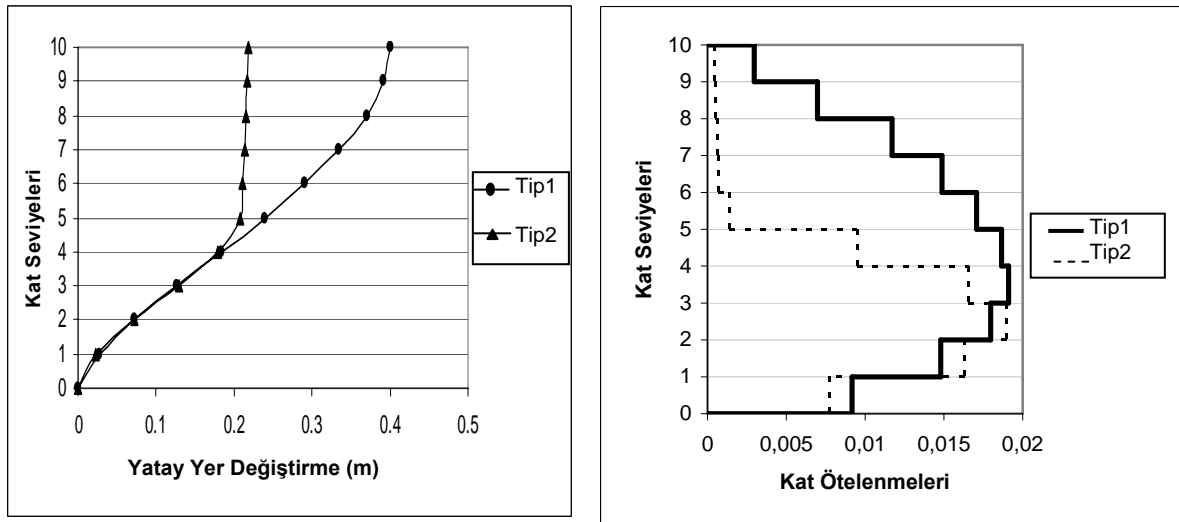 10
9
8
7
6
5
4
3
2
1
0
Kat Seviyeleri
0 0.1 0.2 0.3 0.4 0.5
Yatay Yer Değiştirme (m)
Tip1
Tip2
10
9
8
7
6
5
4
3
2
1
0
Kat Seviyeleri
0 0,005 0,01 0,015 0,02
Kat Ötelenmeleri
Tip1
Tip2